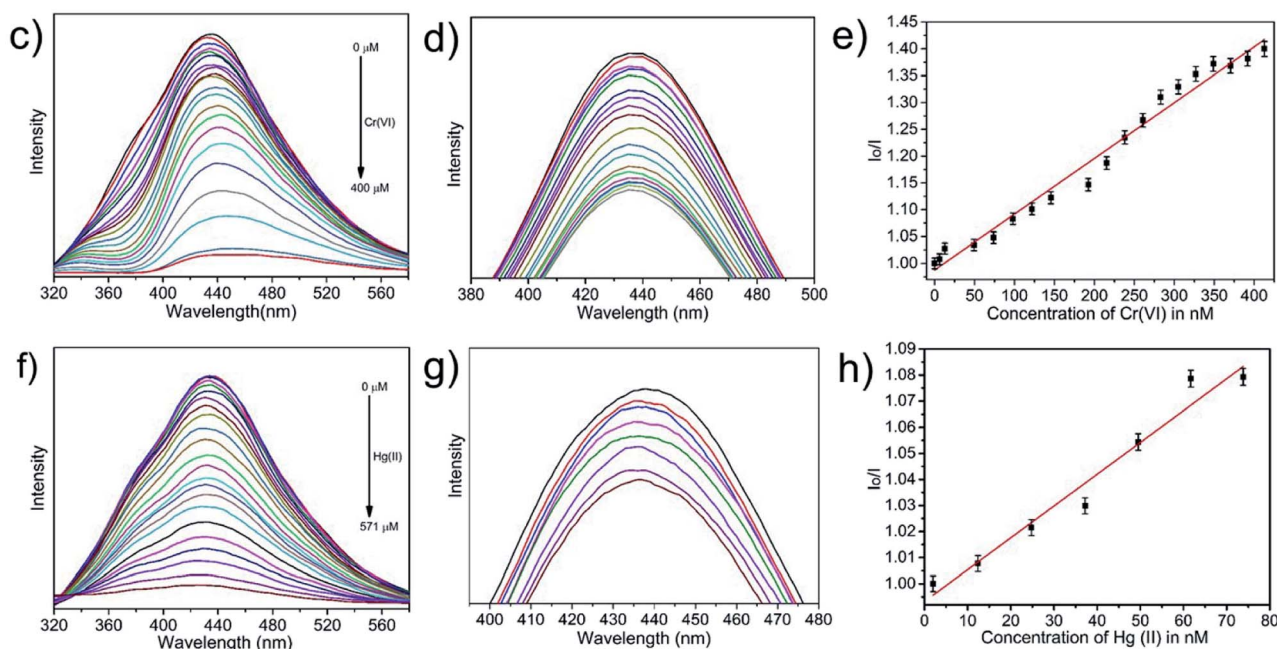 c)
Intensity
0 μM
Cr(VI)
400 μM
320 360 400 440 480 520 560
Wavelength(nm)
d)
Intensity
380 400 420 440 460 480 500
Wavelength (nm)
e)
I₀/I
1.45
1.40
1.35
1.30
1.25
1.20
1.15
1.10
1.05
1.00
0 50 100 150 200 250 300 350 400
Concentration of Cr(VI) in nM
f)
Intensity
0 μM
Hg(II)
571 μM
320 360 400 440 480 520 560
Wavelength (nm)
g)
Intensity
400 410 420 430 440 450 460 470 480
Wavelength (nm)
h)
I₀/I
1.09
1.08
1.06
1.05
1.03
1.02
1.01
1.00
0 10 20 30 40 50 60 70 80
Concentration of Hg (II) in nM